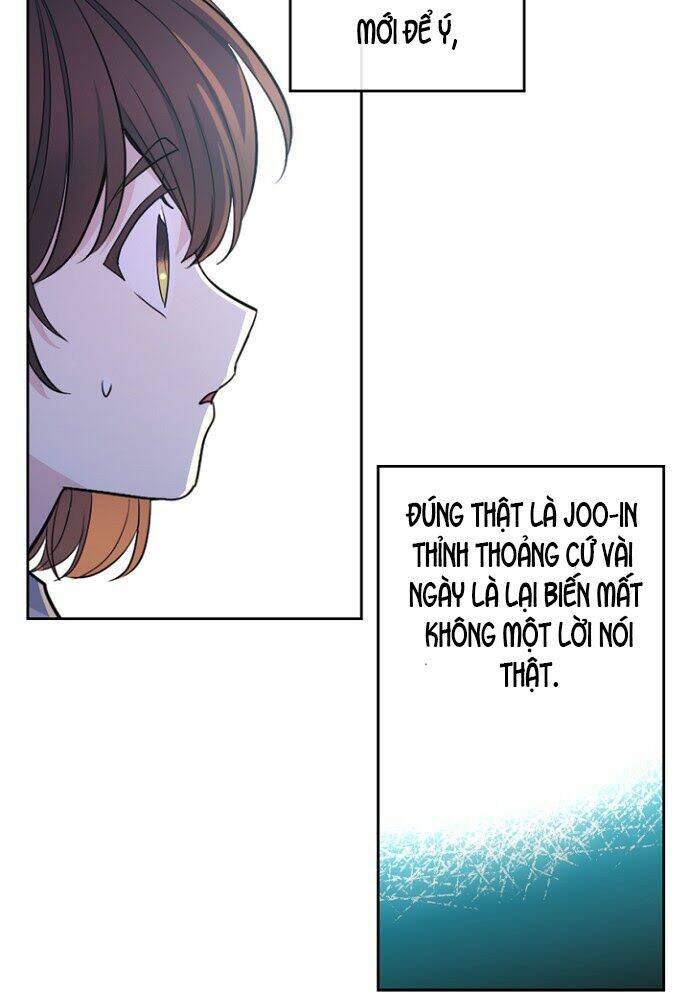 MỚI ĐỂ Ý,
ĐÚNG THẬT LÀ JOO-IN
THỈNH THOẢNG CỨ VÀI
NGÀY LÀ LẠI BIẾN MẤT
KHÔNG MỘT LỜI NÓI
THẬT.